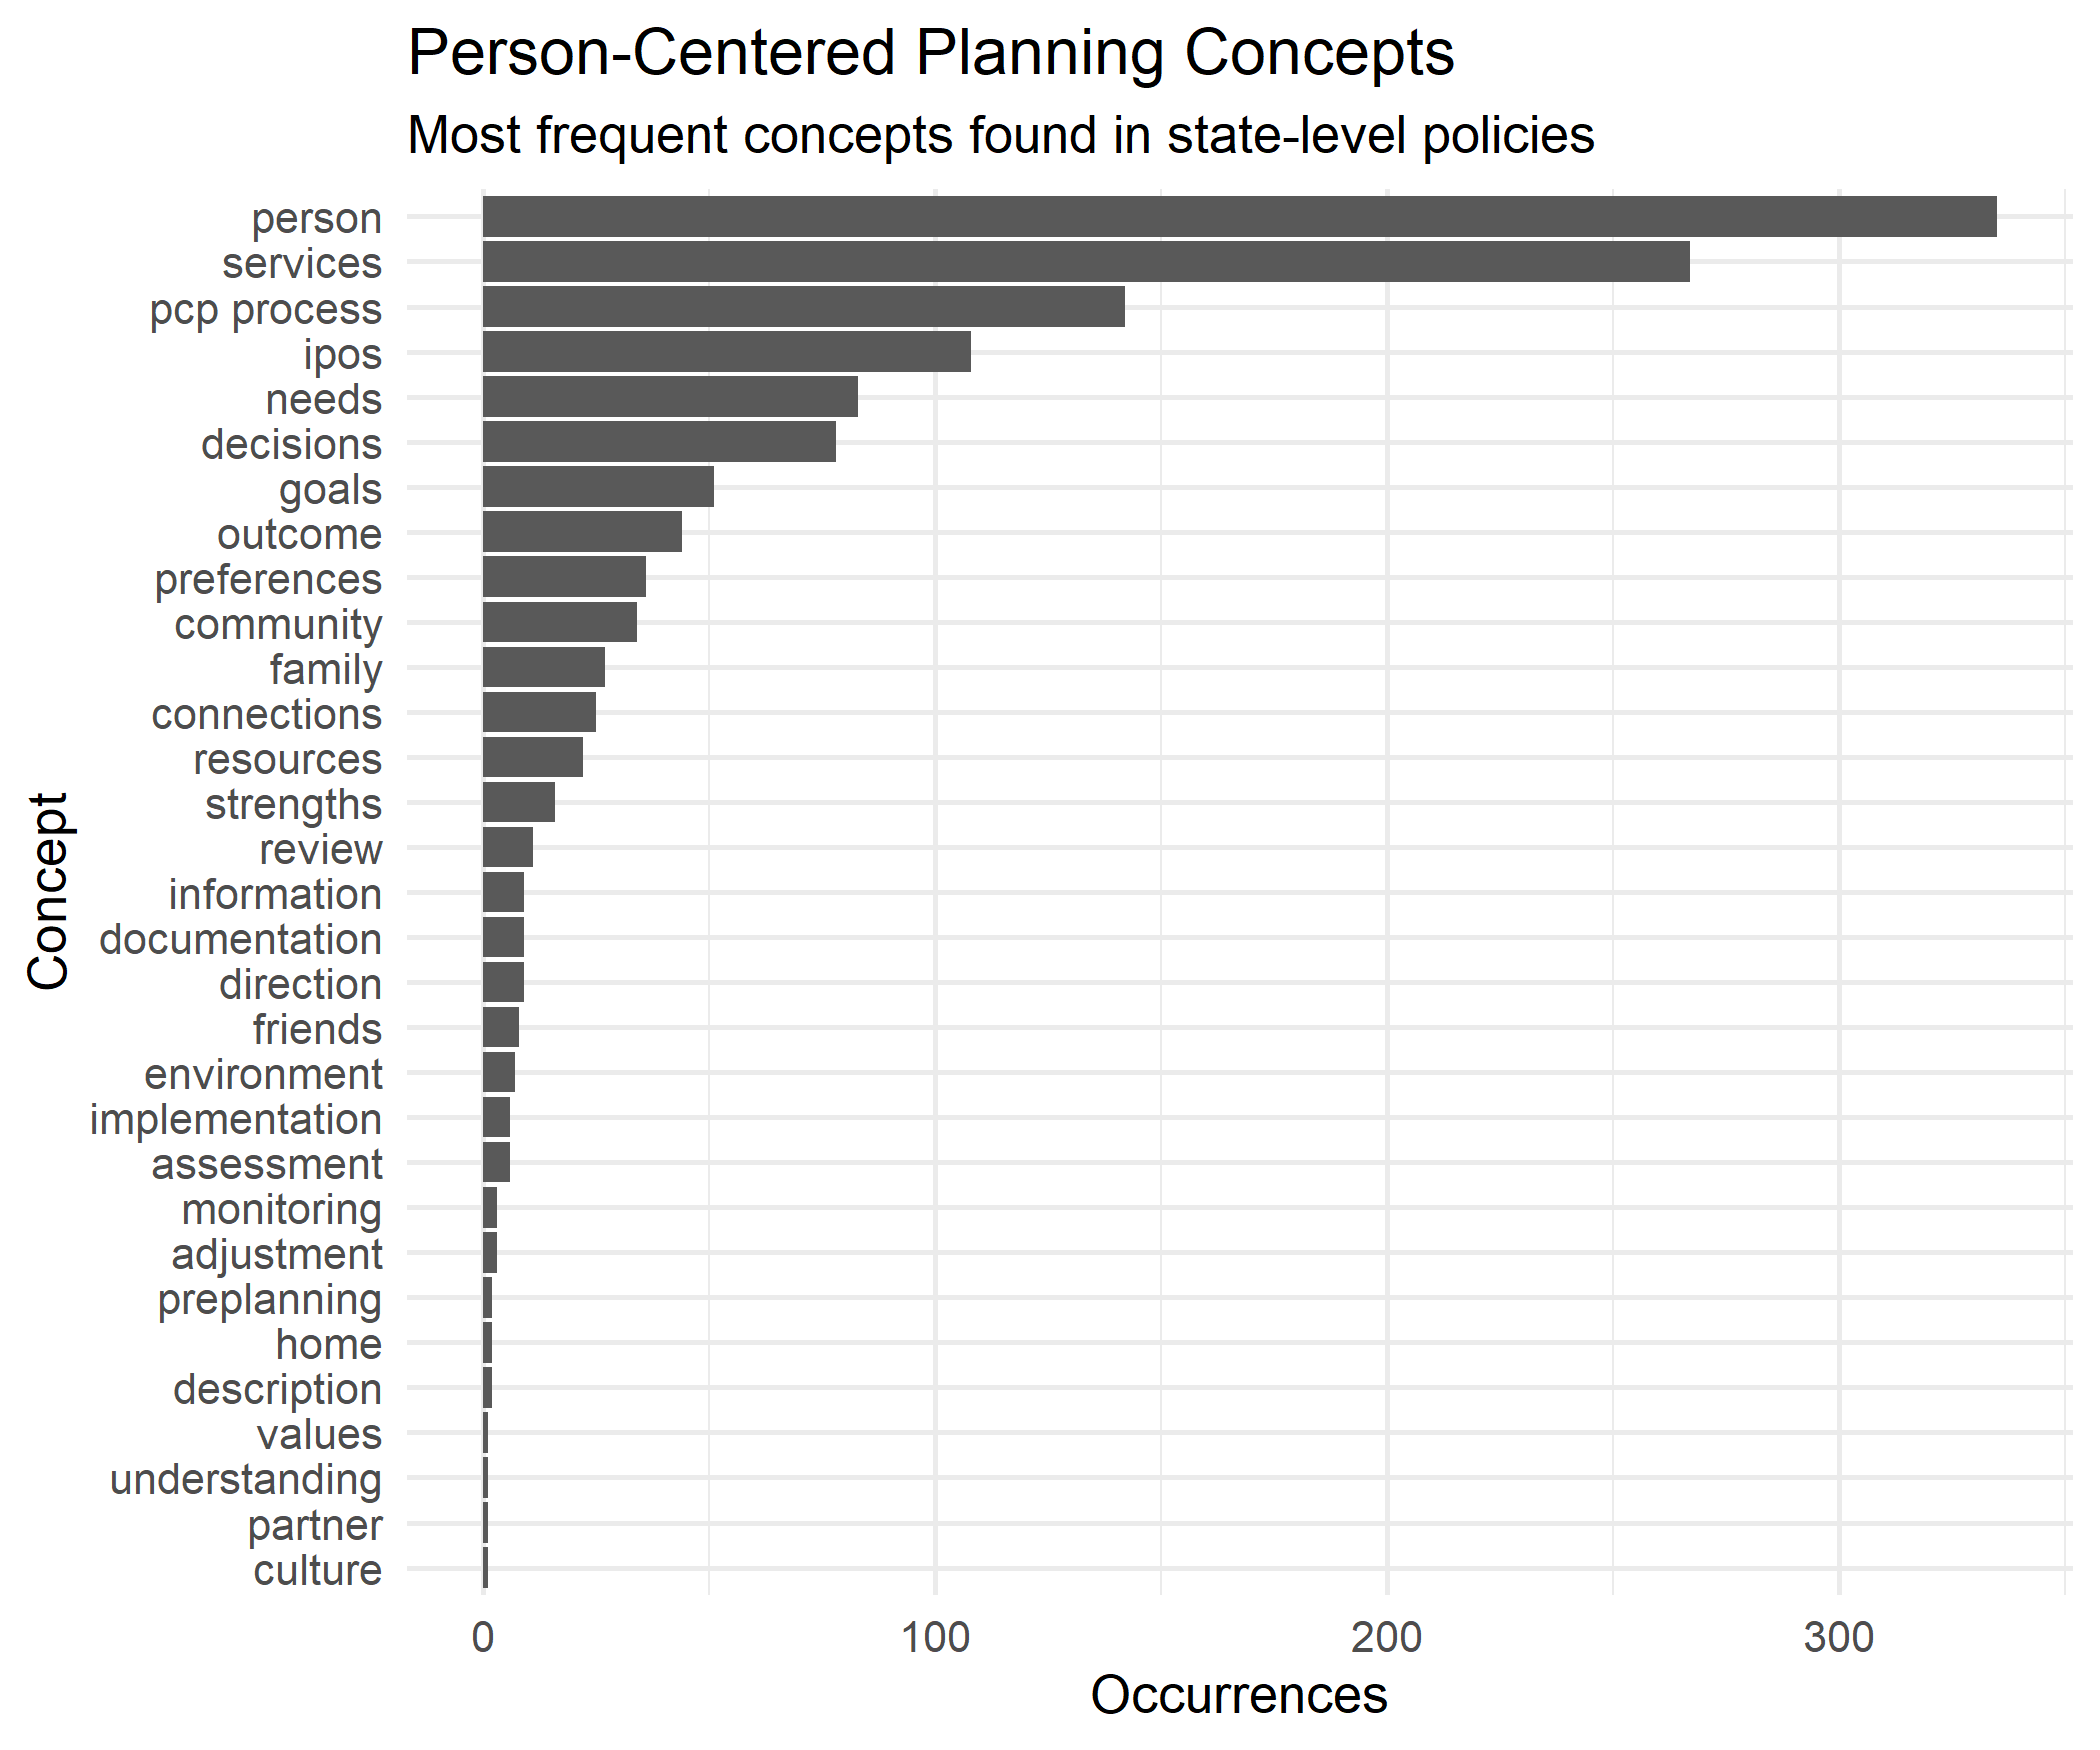 Person-Centered Planning Concepts
Most frequent concepts found in state-level policies
person
services
pcp process
ipos
needs
decisions
goals
outcome
preferences
community
family
connections
resources
strengths
review
information
documentation
direction
friends
environment
implementation
assessment
monitoring
adjustment
preplanning
home
description
values
understanding
partner
culture
Concept
0 100 200 300
Occurrences